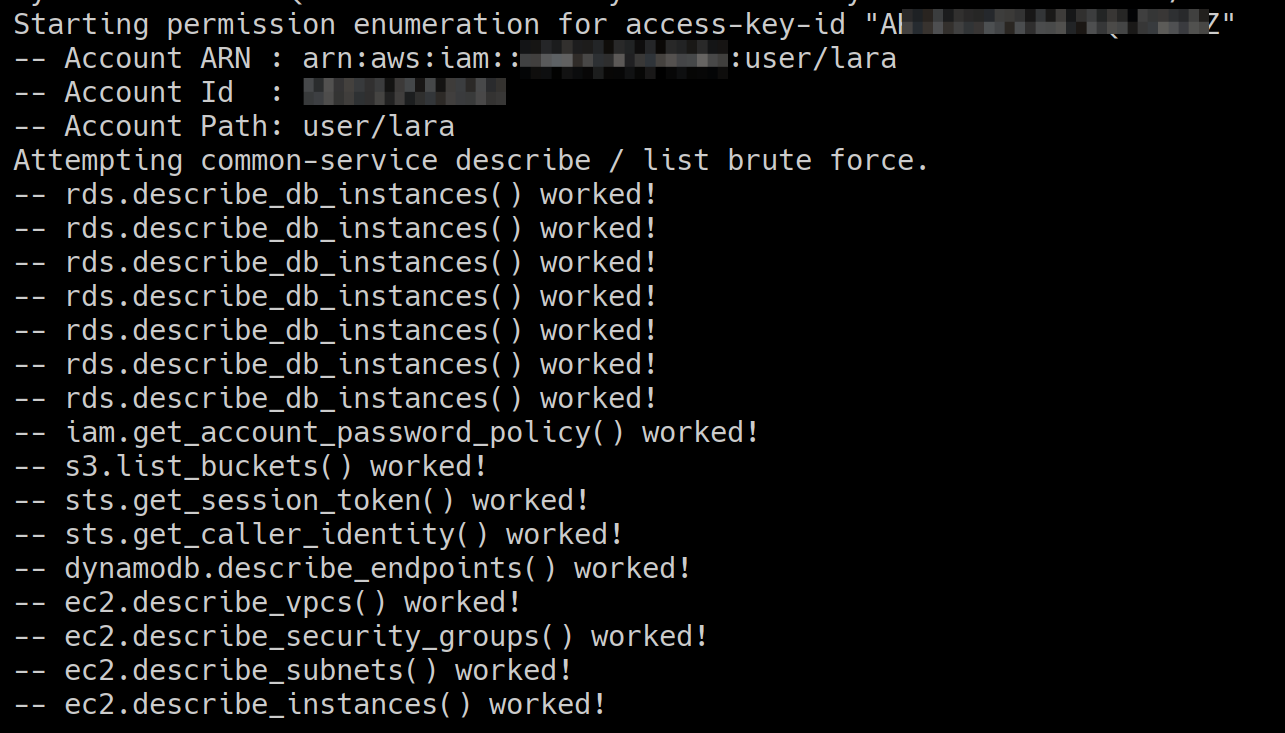 Starting permission enumeration for access-key-id "A Z"
-- Account ARN : arn:aws:iam:: :user/lara
-- Account Id  :
-- Account Path: user/lara
Attempting common-service describe / list brute force.
-- rds.describe_db_instances() worked!
-- rds.describe_db_instances() worked!
-- rds.describe_db_instances() worked!
-- rds.describe_db_instances() worked!
-- rds.describe_db_instances() worked!
-- rds.describe_db_instances() worked!
-- rds.describe_db_instances() worked!
-- iam.get_account_password_policy() worked!
-- s3.list_buckets() worked!
-- sts.get_session_token() worked!
-- sts.get_caller_identity() worked!
-- dynamodb.describe_endpoints() worked!
-- ec2.describe_vpcs() worked!
-- ec2.describe_security_groups() worked!
-- ec2.describe_subnets() worked!
-- ec2.describe_instances() worked!